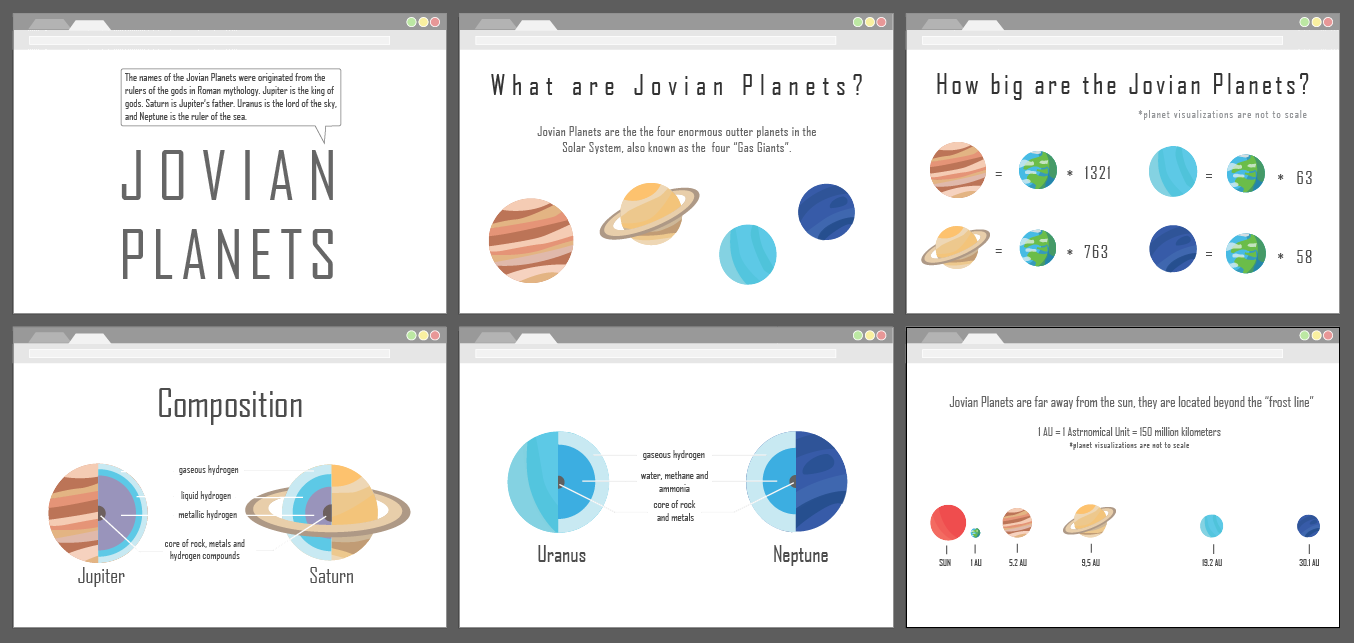 The names of the Jovian Planets were originated from the
rulers of the gods in Roman mythology. Jupiter is the king of
gods. Saturn is Jupiter's father. Uranus is the lord of the sky,
and Neptune is the ruler of the sea.
JOVIAN
PLANETS
What are Jovian Planets?
Jovian Planets are the the four enormous outter planets in the
Solar System, also known as the four "Gas Giants".
How big are the Jovian Planets?
*planet visualizations are not to scale
= * 1321
= * 63
= * 763
= * 58
Composition
gaseous hydrogen
liquid hydrogen
metallic hydrogen
core of rock, metals and
hydrogen compounds
Jupiter
Saturn
gaseous hydrogen
water, methane and
ammonia
core of rock
and metals
Uranus
Neptune
Jovian Planets are far away from the sun, they are located beyond the "frost line"
1 AU = 1 Astrnomical Unit = 150 million kilometers
*planet visualizations are not to scale
SUN
1 AU
5.2 AU
9,5 AU
19.2 AU
30.1 AU